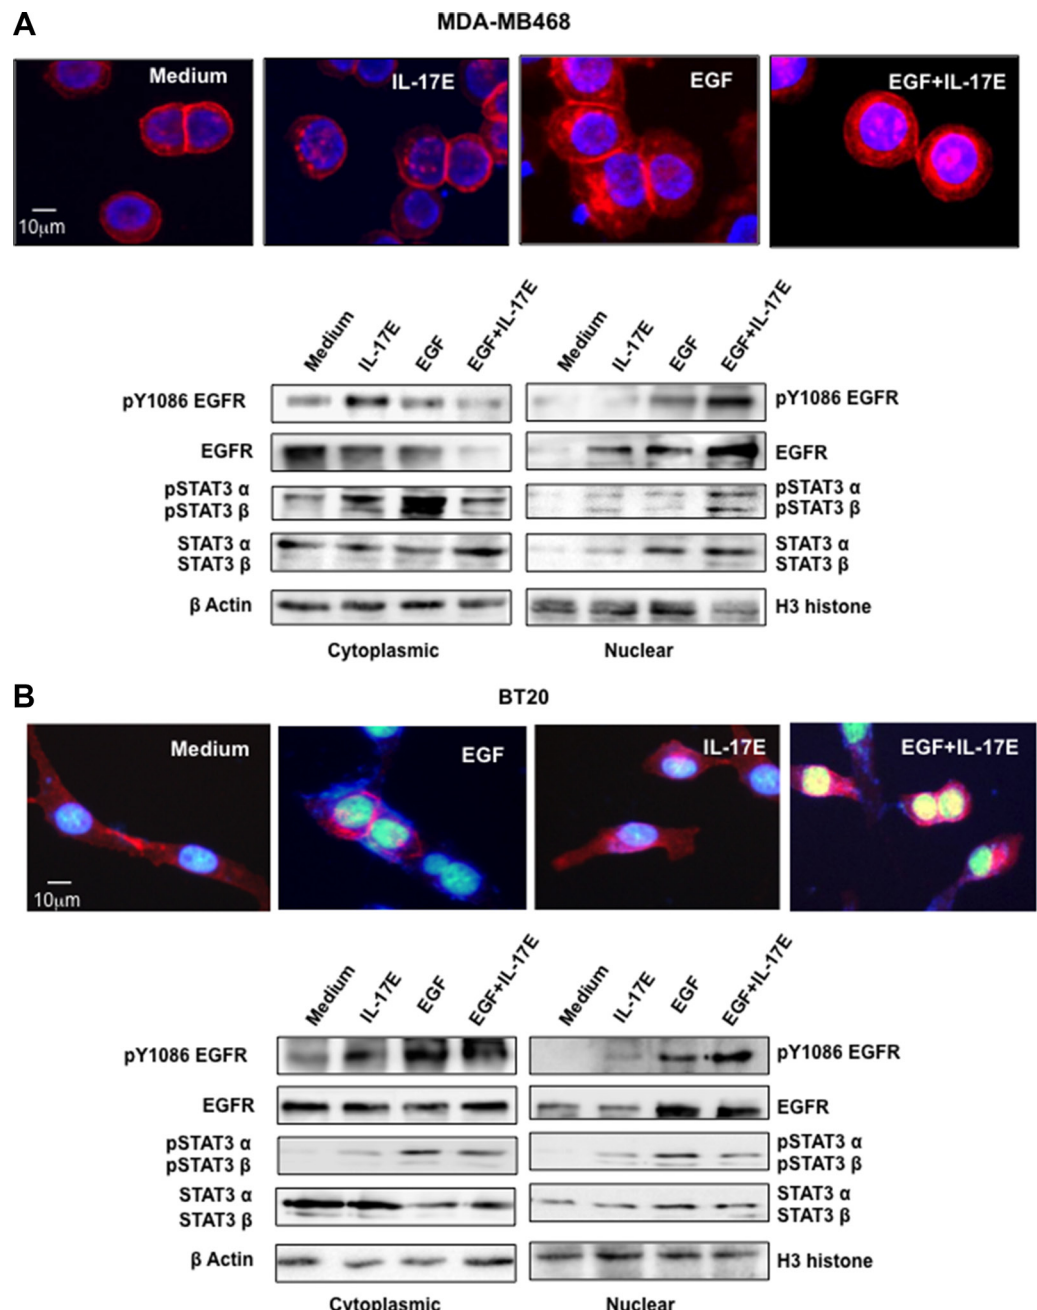 A
MDA-MB468
Medium
IL-17E
EGF
EGF+IL-17E
10µm
Medium
IL-17E
EGF
EGF+IL-17E
Medium
IL-17E
EGF
EGF+IL-17E
pY1086 EGFR
pY1086 EGFR
EGFR
EGFR
pSTAT3 α
pSTAT3 α
pSTAT3 β
pSTAT3 β
STAT3 α
STAT3 α
STAT3 β
STAT3 β
β Actin
H3 histone
Cytoplasmic
Nuclear
B
BT20
Medium
EGF
IL-17E
EGF+IL-17E
10µm
Medium
IL-17E
EGF
EGF+IL-17E
Medium
IL-17E
EGF
EGF+IL-17E
pY1086 EGFR
pY1086 EGFR
EGFR
EGFR
pSTAT3 α
pSTAT3 α
pSTAT3 β
pSTAT3 β
STAT3 α
STAT3 α
STAT3 β
STAT3 β
β Actin
H3 histone
Cytoplasmic
Nuclear